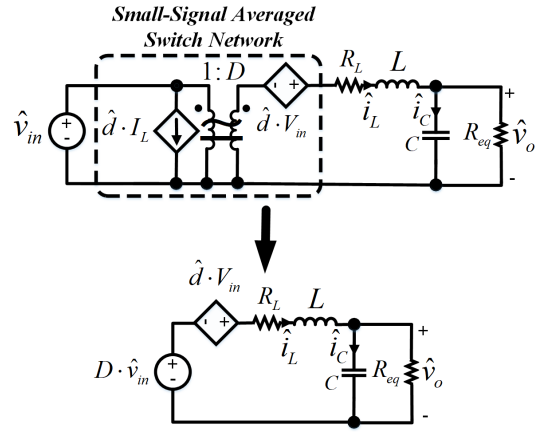 Small-Signal Averaged
Switch Network
1:D
R_L
L
+
-
+
v̂_in
+
-
d̂·I_L
d̂·V_in
î_L
î_C
C
R_eq
v̂_o
-
d̂·V_in
R_L
L
-
+
+
D·v̂_in
+
-
î_L
î_C
C
R_eq
v̂_o
-